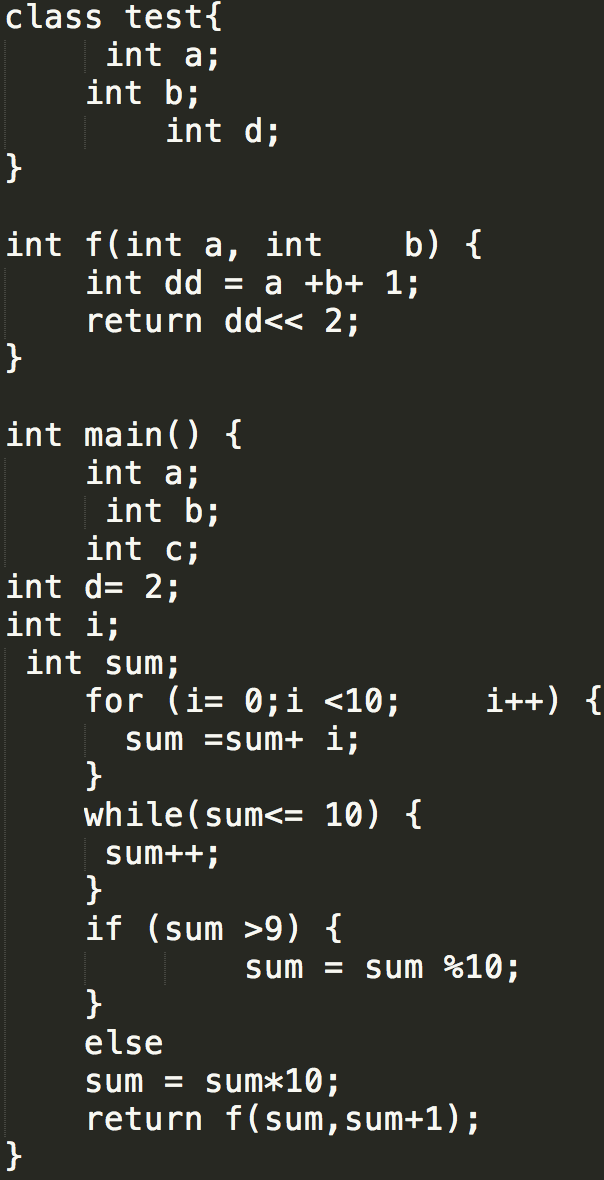 class test{
     int a;
    int b;
        int d;
}

int f(int a, int    b) {
    int dd = a +b+ 1;
    return dd<< 2;
}

int main() {
    int a;
     int b;
    int c;
int d= 2;
int i;
 int sum;
    for (i= 0;i <10;    i++) {
      sum =sum+ i;
    }
    while(sum<= 10) {
     sum++;
    }
    if (sum >9) {
            sum = sum %10;
    }
    else
    sum = sum*10;
    return f(sum,sum+1);
}